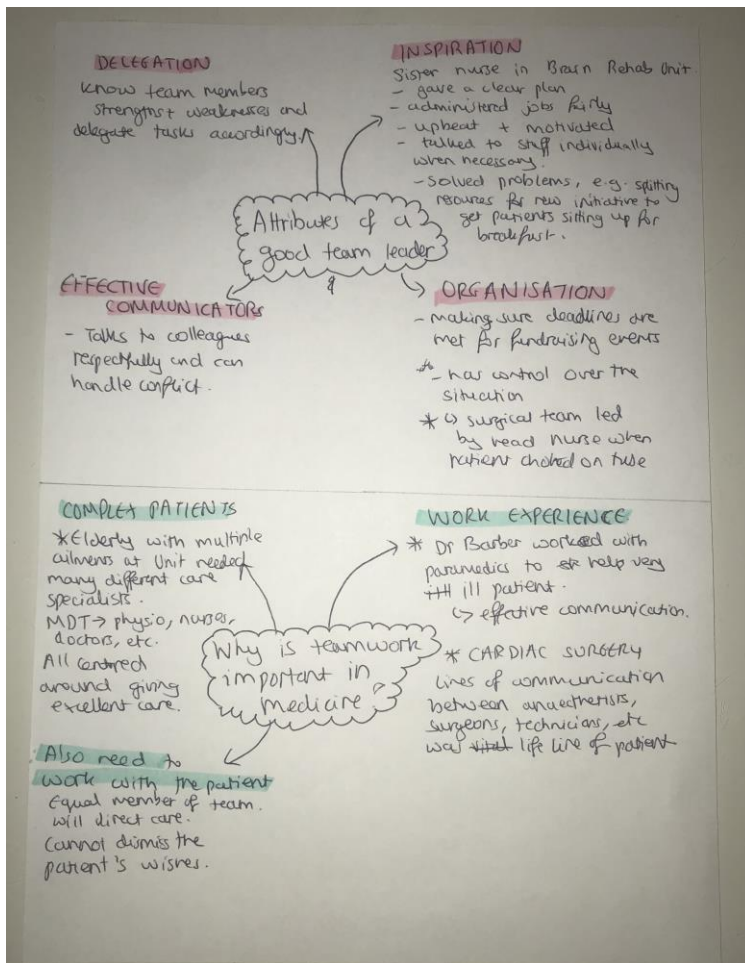 DELEGATION
Know team members
strengths + weaknesses and
delegate tasks accordingly.
INSPIRATION
Sister nurse in Brain Rehab Unit
- gave a clear plan
- administered jobs fairly
- upbeat + motivated
- talked to staff individually
when necessary.
- Solved problems, e.g. splitting
resources for new initiative to
get patients sitting up for
breakfast.
Attributes of a
good team leader
EFFECTIVE
COMMUNICATORS
- Talks to colleagues
respectfully and can
handle conflict.
ORGANISATION
- making sure deadlines are
met for fundraising events
- has control over the
situation
* ↳ surgical team led
by head nurse when
patient choked on tube
COMPLEX PATIENTS
* Elderly with multiple
ailments at Unit needed
many different care
specialists.
MDT → physio, nurses,
doctors, etc.
All centred
around giving
excellent care.
WORK EXPERIENCE
* Dr Barber worked with
paramedics to help very
ill patient.
↳ effective communication.
* CARDIAC SURGERY
Lines of communication
between anaesthetists,
surgeons, technicians, etc
was vital life line of patient
Why is teamwork
important in
medicine?
Also need to
work with the patient
Equal member of team.
will direct care.
Cannot dismiss the
patient's wishes.